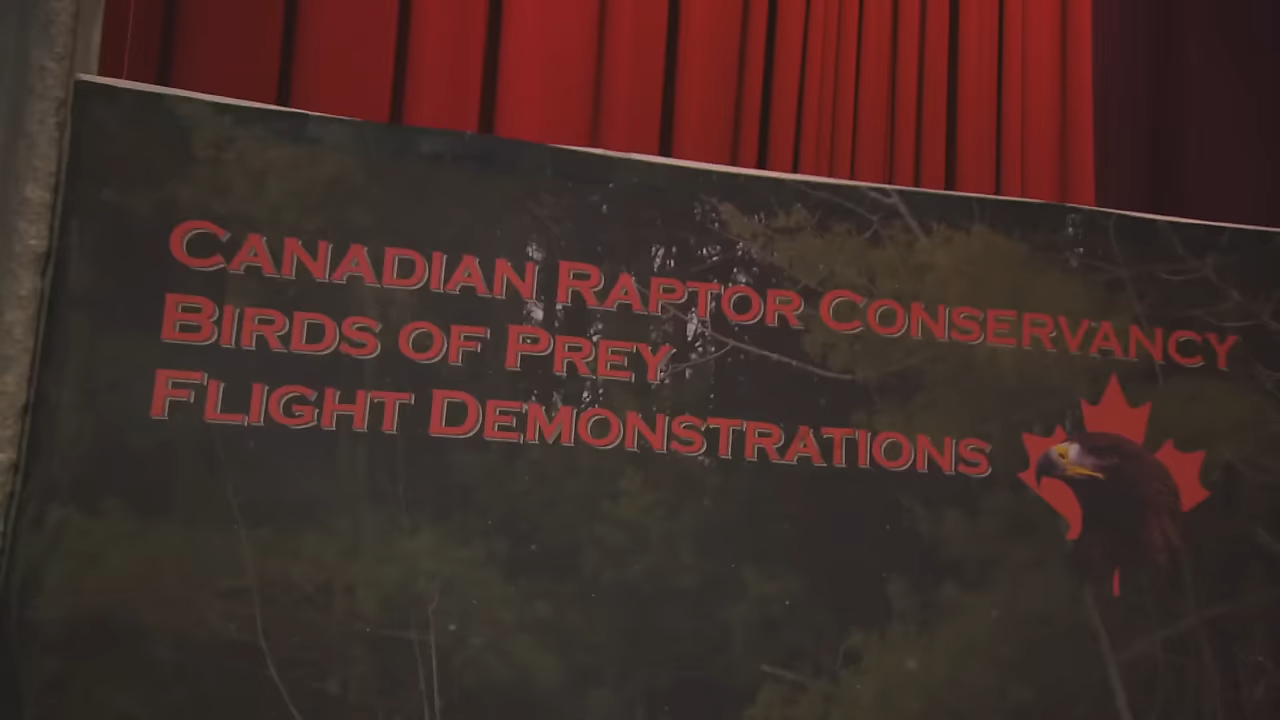 CANADIAN RAPTOR CONSERVANCY
BIRDS OF PREY
FLIGHT DEMONSTRATIONS